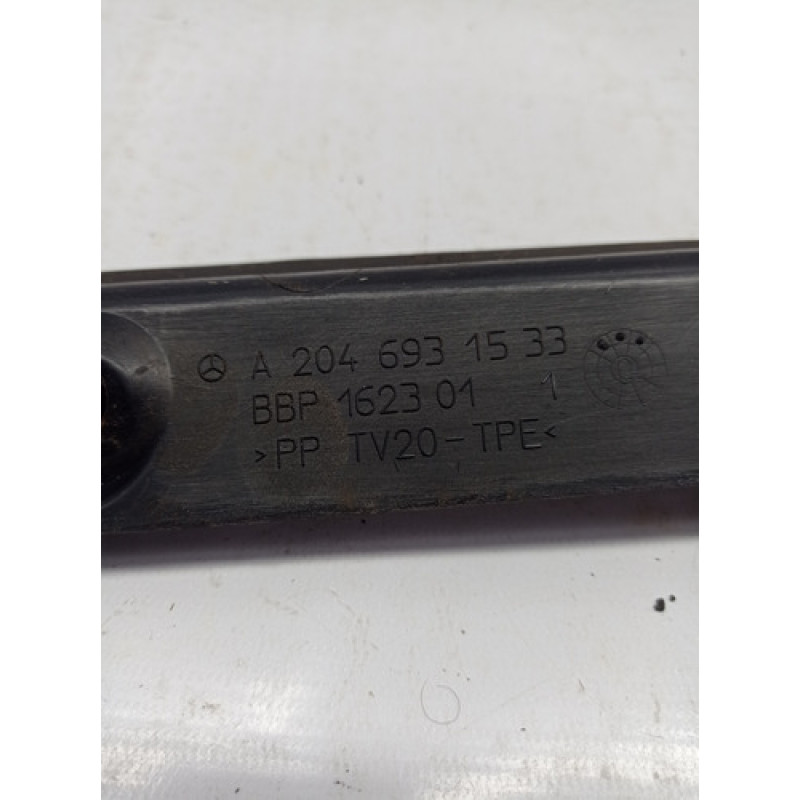 A 204 693 15 33
BBP 1623 01 1
>PP TV20-TPE<